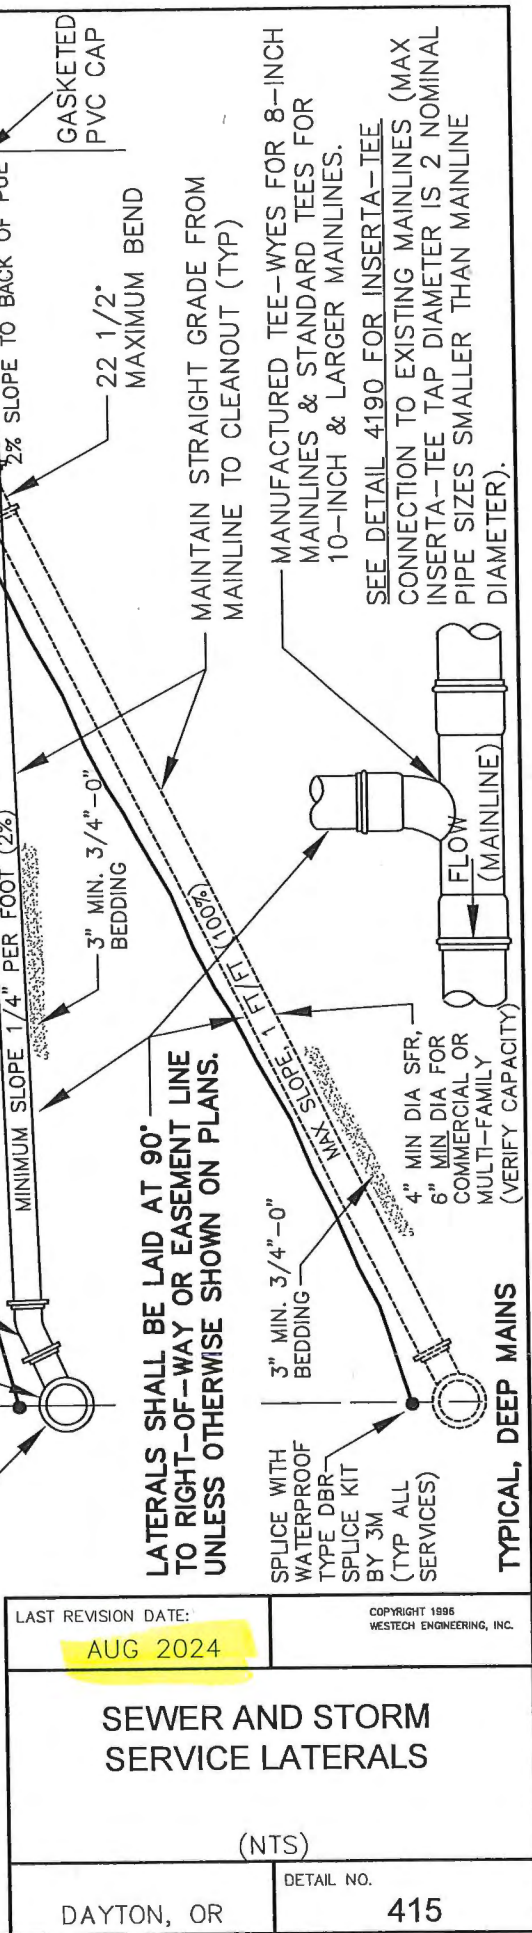 GASKETED
PVC CAP
2% SLOPE TO BACK OF PUE
22 1/2°
MAXIMUM BEND
MAINTAIN STRAIGHT GRADE FROM
MAINLINE TO CLEANOUT (TYP)
MANUFACTURED TEE-WYES FOR 8-INCH
MAINLINES & STANDARD TEES FOR
10-INCH & LARGER MAINLINES.
SEE DETAIL 4190 FOR INSERTA-TEE
CONNECTION TO EXISTING MAINLINES (MAX
INSERTA-TEE TAP DIAMETER IS 2 NOMINAL
PIPE SIZES SMALLER THAN MAINLINE
DIAMETER).
MINIMUM SLOPE 1/4" PER FOOT (2%)
3" MIN. 3/4"-0"
BEDDING
LATERALS SHALL BE LAID AT 90°
TO RIGHT-OF-WAY OR EASEMENT LINE
UNLESS OTHERWISE SHOWN ON PLANS.
MAX SLOPE, 1 FT/FT (100%)
FLOW
(MAINLINE)
3" MIN. 3/4"-0"
BEDDING
4" MIN DIA SFR,
6" MIN DIA FOR
COMMERCIAL OR
MULTI-FAMILY
(VERIFY CAPACITY)
SPLICE WITH
WATERPROOF
TYPE DBR
SPLICE KIT
BY 3M
(TYP ALL
SERVICES)
TYPICAL, DEEP MAINS
LAST REVISION DATE:
AUG 2024
COPYRIGHT 1996
WESTECH ENGINEERING, INC.
SEWER AND STORM
SERVICE LATERALS
(NTS)
DAYTON, OR
DETAIL NO.
415